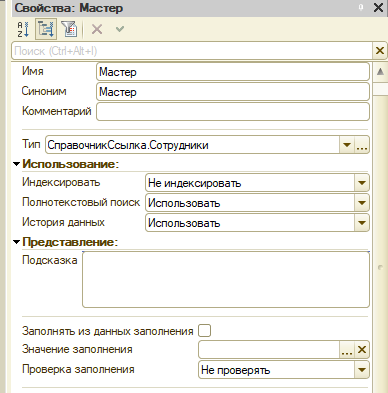 Свойства: Мастер
Поиск (Ctrl+Alt+I)
Имя Мастер
Синоним Мастер
Комментарий
Тип СправочникСсылка.Сотрудники
Использование:
Индексировать Не индексировать
Полнотекстовый поиск Использовать
История данных Использовать
Представление:
Подсказка
Заполнять из данных заполнения
Значение заполнения
Проверка заполнения Не проверять